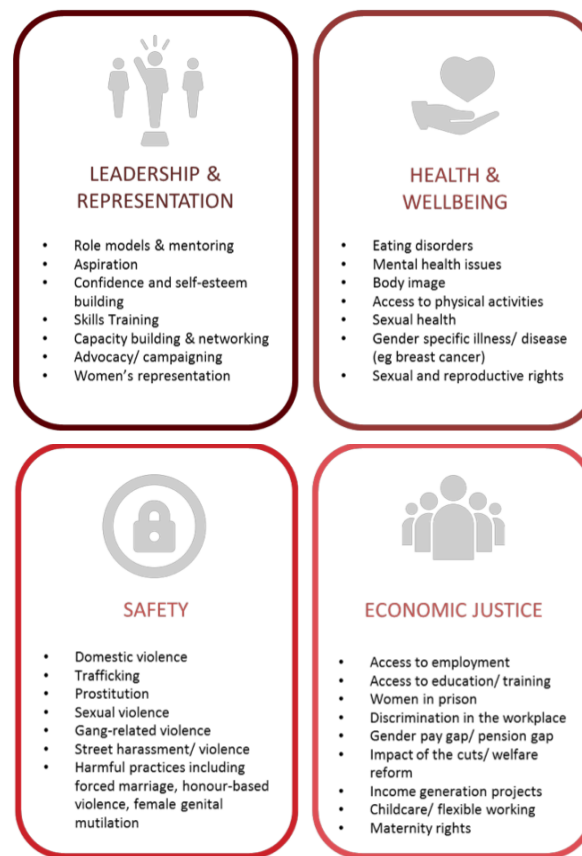 LEADERSHIP &
REPRESENTATION
• Role models & mentoring
• Aspiration
• Confidence and self-esteem
building
• Skills Training
• Capacity building & networking
• Advocacy/ campaigning
• Women's representation
HEALTH &
WELLBEING
• Eating disorders
• Mental health issues
• Body image
• Access to physical activities
• Sexual health
• Gender specific illness/ disease
(eg breast cancer)
• Sexual and reproductive rights
SAFETY
• Domestic violence
• Trafficking
• Prostitution
• Sexual violence
• Gang-related violence
• Street harassment/ violence
• Harmful practices including
forced marriage, honour-based
violence, female genital
mutilation
ECONOMIC JUSTICE
• Access to employment
• Access to education/ training
• Women in prison
• Discrimination in the workplace
• Gender pay gap/ pension gap
• Impact of the cuts/ welfare
reform
• Income generation projects
• Childcare/ flexible working
• Maternity rights